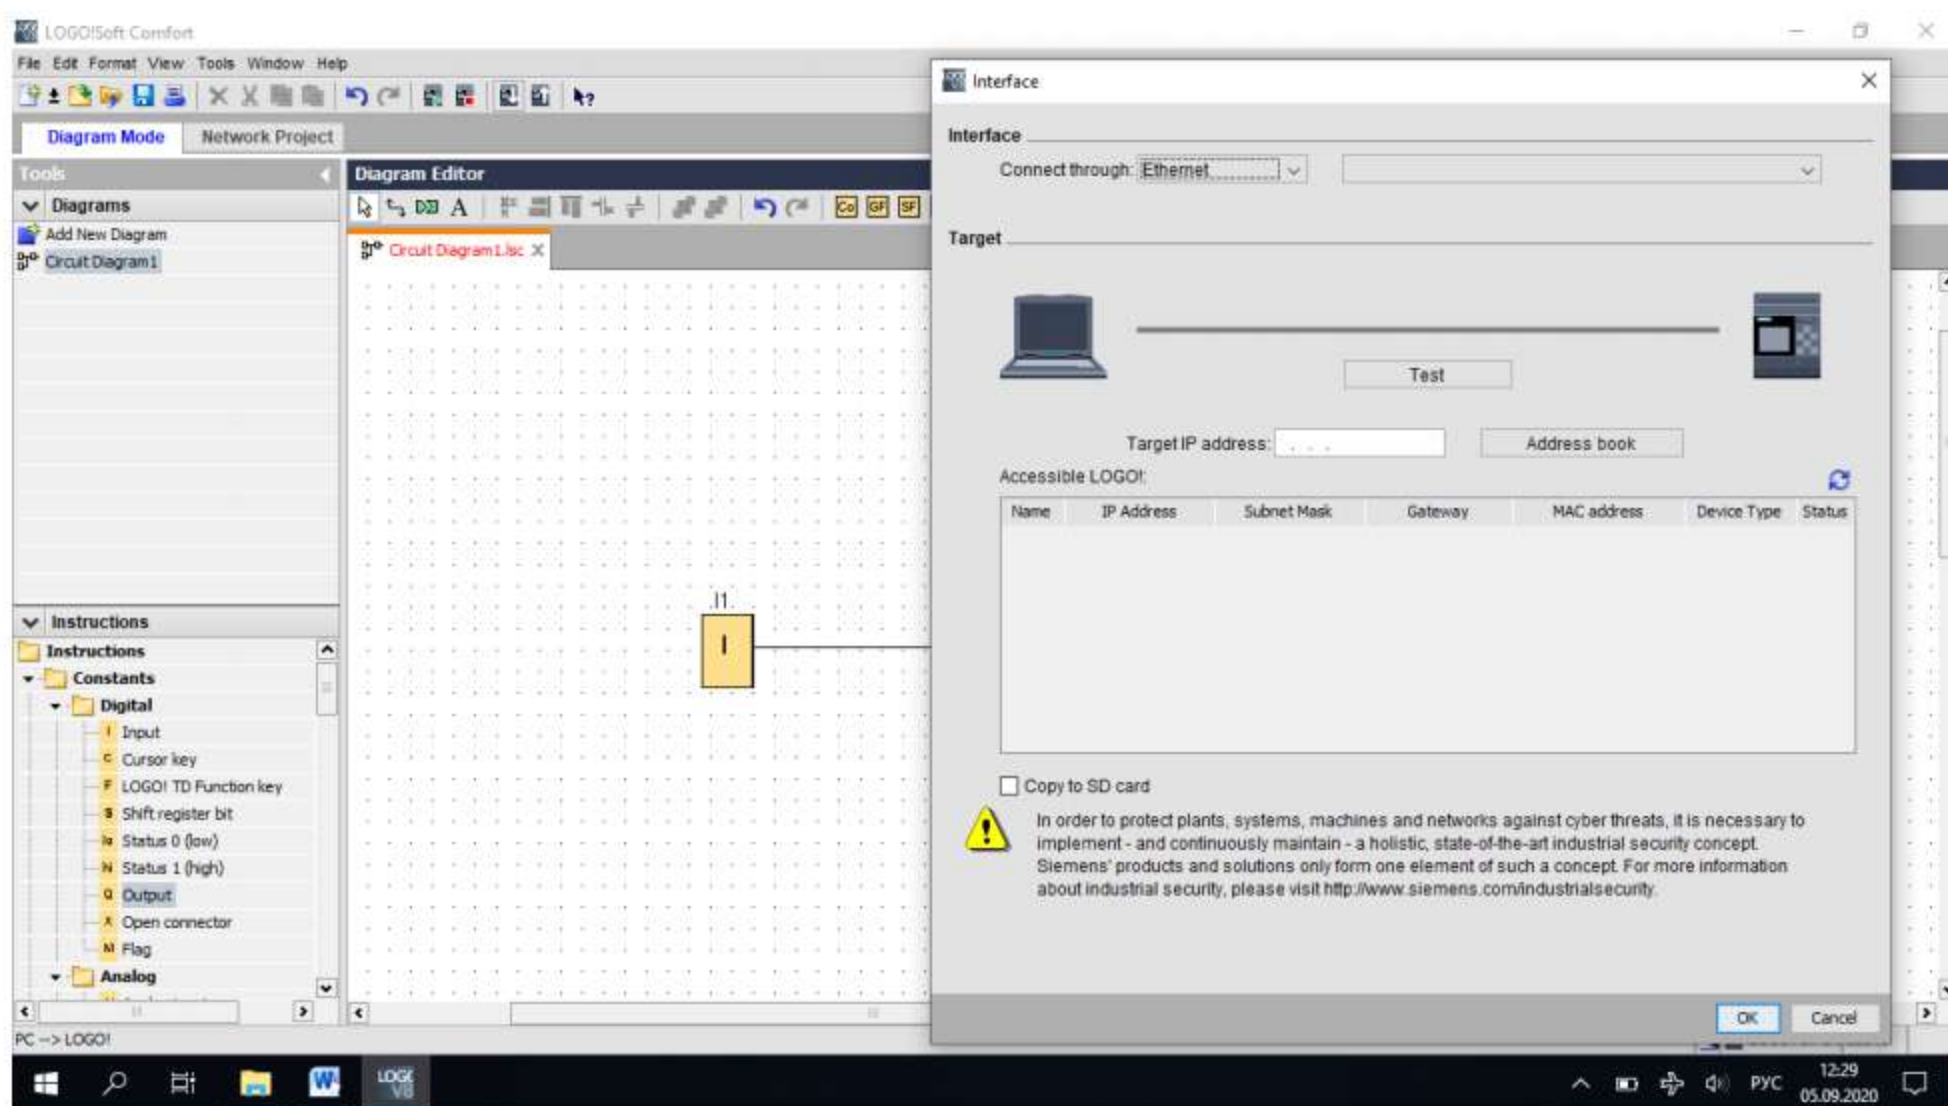 LOGO!Soft Comfort
File Edit Format View Tools Window Help
Diagram Mode Network Project
Tools
Diagrams
Add New Diagram
Circuit Diagram1
Diagram Editor
A Co GF SF
Circuit Diagram1.lsc
I1
I
Instructions
Instructions
Constants
Digital
I Input
C Cursor key
F LOGO! TD Function key
S Shift register bit
lo Status 0 (low)
hi Status 1 (high)
Q Output
X Open connector
M Flag
Analog
PC --> LOGO!
Interface
Interface
Connect through: Ethernet
Target
Test
Target IP address: . . . Address book
Accessible LOGO!:
Name IP Address Subnet Mask Gateway MAC address Device Type Status
Copy to SD card
In order to protect plants, systems, machines and networks against cyber threats, it is necessary to
implement - and continuously maintain - a holistic, state-of-the-art industrial security concept.
Siemens' products and solutions only form one element of such a concept. For more information
about industrial security, please visit http://www.siemens.com/industrialsecurity.
OK Cancel
W LOGO! V8 РУС 12:29
05.09.2020